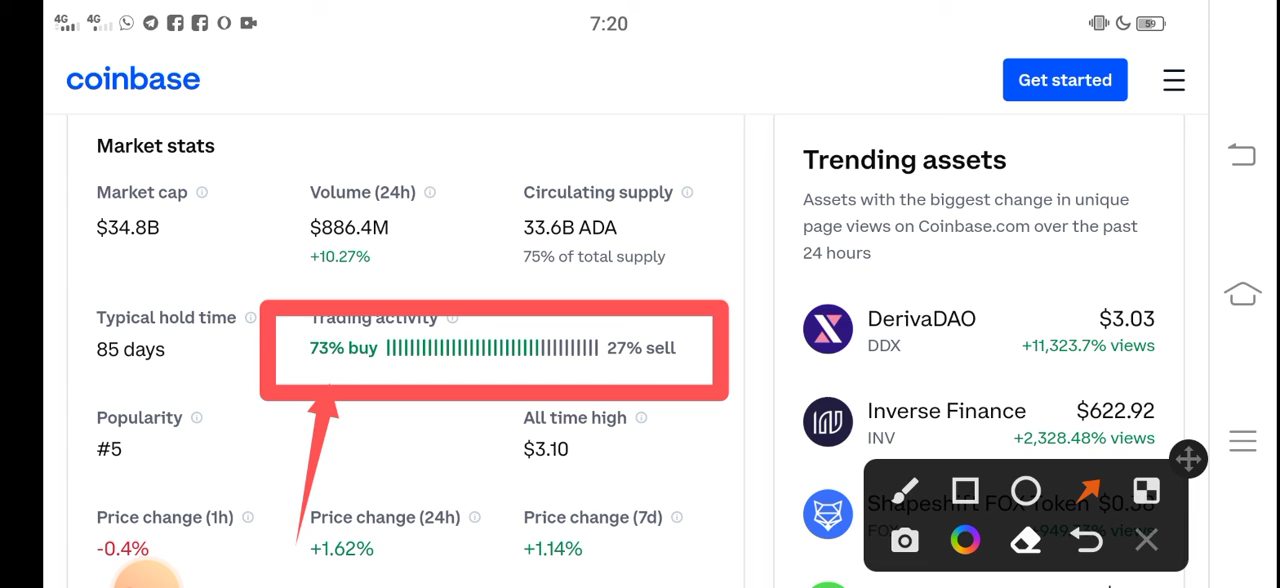 4G 4G 7:20 59
coinbase Get started
Market stats
Market cap Volume (24h) Circulating supply
$34.8B $886.4M 33.6B ADA
+10.27% 75% of total supply
Typical hold time Trading activity
85 days 73% buy 27% sell
Popularity All time high
#5 $3.10
Price change (1h) Price change (24h) Price change (7d)
-0.4% +1.62% +1.14%
Trending assets
Assets with the biggest change in unique
page views on Coinbase.com over the past
24 hours
DerivaDAO $3.03
DDX +11,323.7% views
Inverse Finance $622.92
INV +2,328.48% views
Shapeshift FOX Token
views